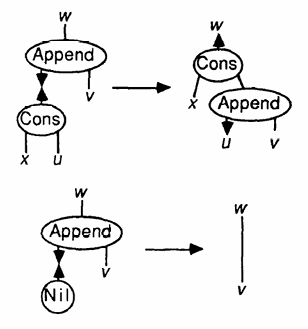 w w
Append Cons
v x Append
Cons u v
x u
w
Append w
v
Nil v